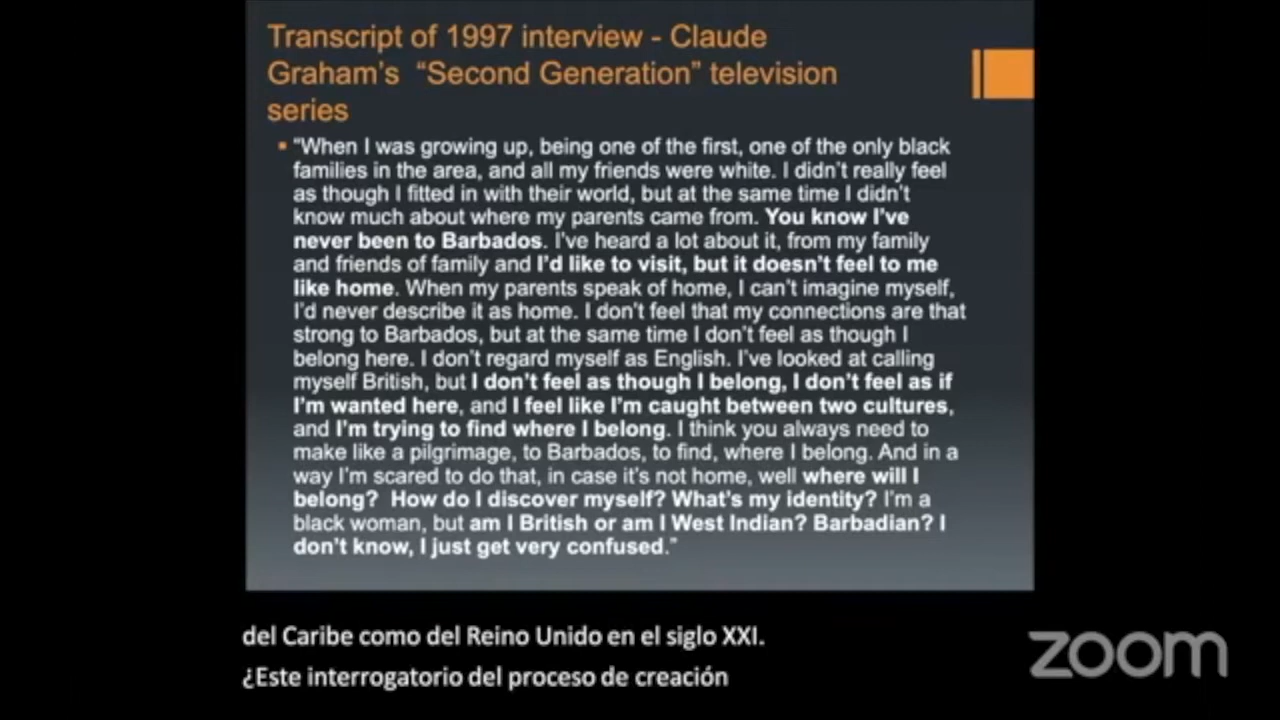 Transcript of 1997 interview - Claude
Graham's “Second Generation” television
series
“When I was growing up, being one of the first, one of the only black
families in the area, and all my friends were white. I didn't really feel
as though I fitted in with their world, but at the same time I didn't
know much about where my parents came from. You know I've
never been to Barbados. I've heard a lot about it, from my family
and friends of family and I'd like to visit, but it doesn't feel to me
like home. When my parents speak of home, I can't imagine myself,
I'd never describe it as home. I don't feel that my connections are that
strong to Barbados, but at the same time I don't feel as though I
belong here. I don't regard myself as English. I've looked at calling
myself British, but I don't feel as though I belong, I don't feel as if
I'm wanted here, and I feel like I'm caught between two cultures,
and I'm trying to find where I belong. I think you always need to
make like a pilgrimage, to Barbados, to find, where I belong. And in a
way I'm scared to do that, in case it's not home, well where will I
belong? How do I discover myself? What's my identity? I'm a
black woman, but am I British or am I West Indian? Barbadian? I
don't know, I just get very confused.”
del Caribe como del Reino Unido en el siglo XXI.
¿Este interrogatorio del proceso de creación
zoom